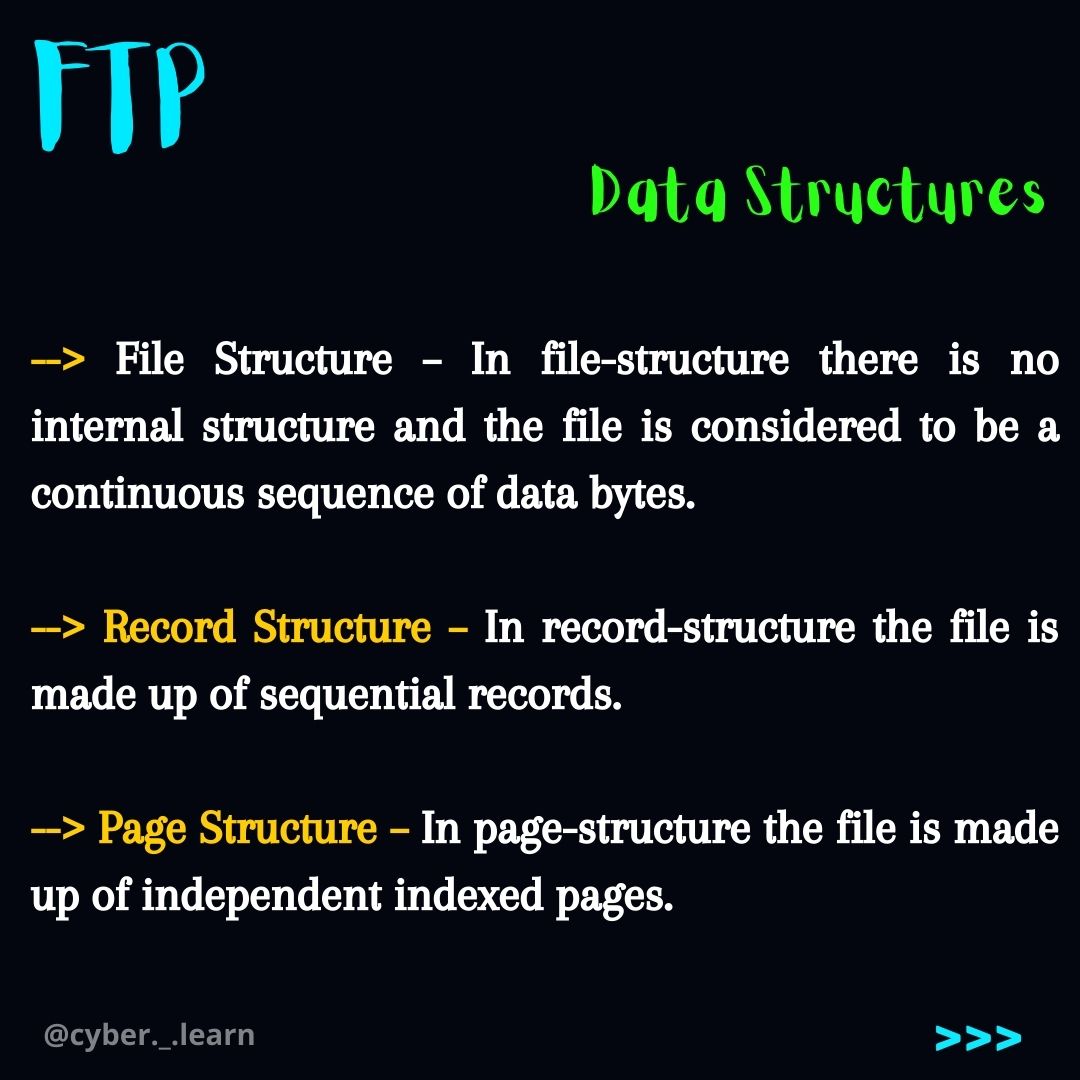 FTP
Data Structures
--> File Structure – In file-structure there is no
internal structure and the file is considered to be a
continuous sequence of data bytes.
--> Record Structure – In record-structure the file is
made up of sequential records.
--> Page Structure – In page-structure the file is made
up of independent indexed pages.
@cyber._.learn
>>>